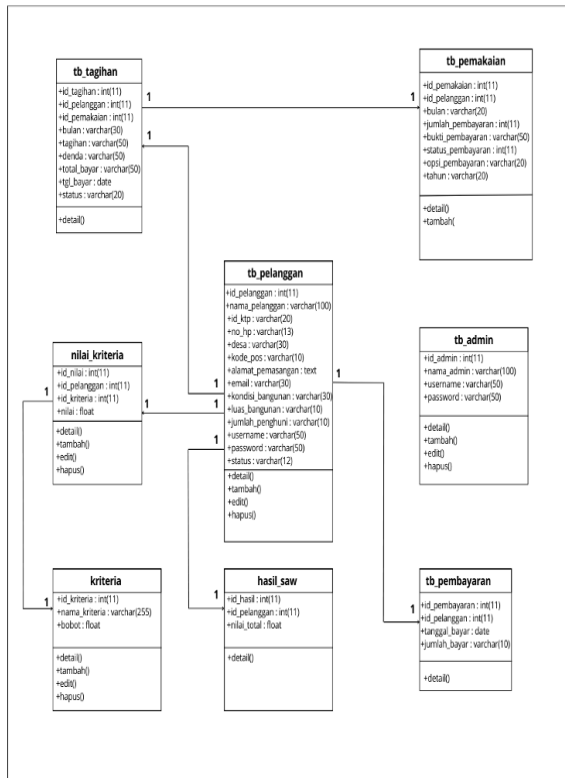 tb_tagihan
+id_tagihan : int(11)
+id_pelanggan : int(11)
+id_pemakaian : int(11)
+bulan : varchar(30)
+tagihan : varchar(50)
+denda : varchar(50)
+total_bayar : varchar(50)
+tgl_bayar : date
+status : varchar(20)
+detail()
1
1
1
tb_pemakaian
+id_pemakaian : int(11)
+id_pelanggan : int(11)
+bulan : varchar(20)
+jumlah_pembayaran : int(11)
+bukti_pembayaran : varchar(50)
+status_pembayaran : int(11)
+opsi_pembayaran : varchar(20)
+tahun : varchar(20)
+detail()
+tambah(
tb_pelanggan
+id_pelanggan : int(11)
+nama_pelanggan : varchar(100)
+id_ktp : varchar(20)
+no_hp : varchar(13)
+desa : varchar(30)
+kode_pos : varchar(10)
+alamat_pemasangan : text
+email : varchar(30)
+kondisi_bangunan : varchar(30)
+luas_bangunan : varchar(10)
+jumlah_penghuni : varchar(10)
+username : varchar(50)
+password : varchar(50)
+status : varchar(12)
+detail()
+tambah()
+edit()
+hapus()
1
1
1
1
nilai_kriteria
+id_nilai : int(11)
+id_pelanggan : int(11)
+id_kriteria : int(11)
+nilai : float
+detail()
+tambah()
+edit()
+hapus()
1
1
tb_admin
+id_admin : int(11)
+nama_admin : varchar(100)
+username : varchar(50)
+password : varchar(50)
+detail()
+tambah()
+edit()
+hapus()
kriteria
+id_kriteria : int(11)
+nama_kriteria : varchar(255)
+bobot : float
+detail()
+tambah()
+edit()
+hapus()
1
hasil_saw
+id_hasil : int(11)
+id_pelanggan : int(11)
+nilai_total : float
+detail()
1
tb_pembayaran
+id_pembayaran : int(11)
+id_pelanggan : int(11)
+tanggal_bayar : date
+jumlah_bayar : varchar(10)
+detail()
1